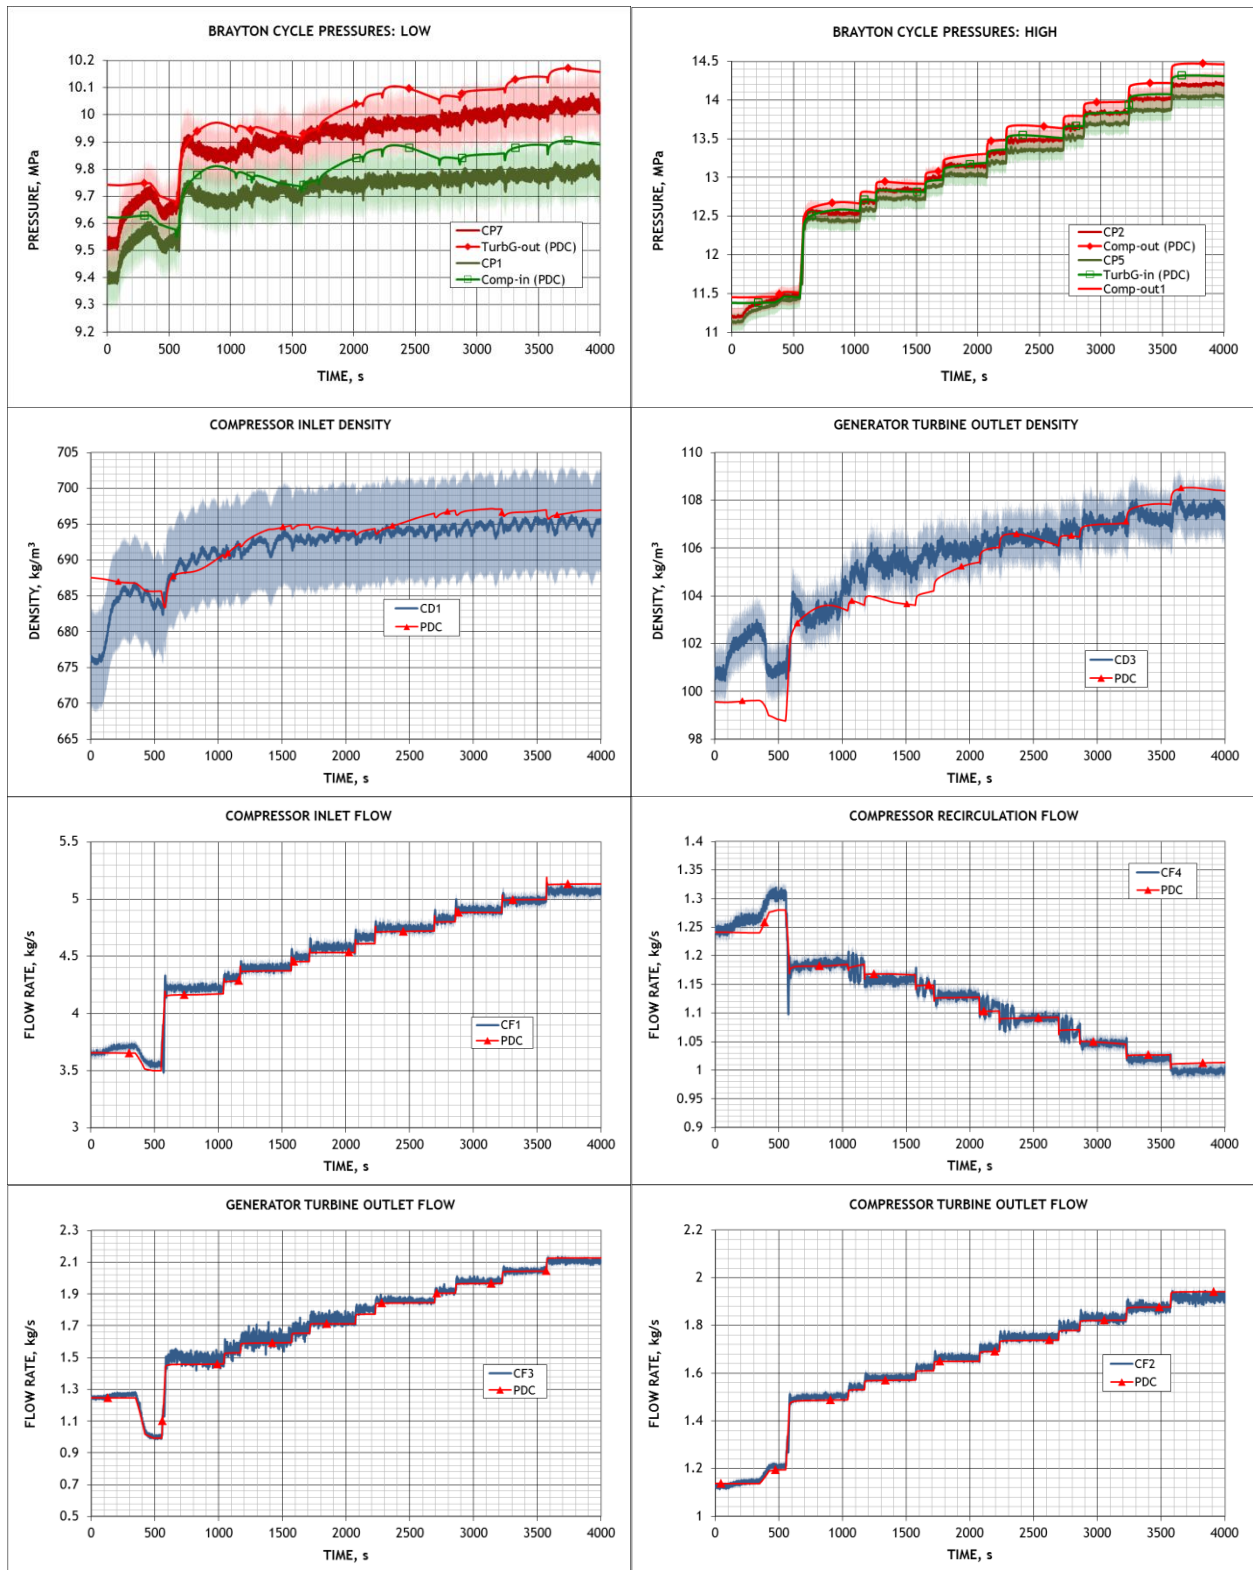 BRAYTON CYCLE PRESSURES: LOW
PRESSURE, MPa
10.2
10.1
10
9.9
9.8
9.7
9.6
9.5
9.4
9.3
9.2
CP7
TurbG-out (PDC)
CP1
Comp-in (PDC)
0 500 1000 1500 2000 2500 3000 3500 4000
TIME, s
BRAYTON CYCLE PRESSURES: HIGH
PRESSURE, MPa
14.5
14
13.5
13
12.5
12
11.5
11
CP2
Comp-out (PDC)
CP5
TurbG-in (PDC)
Comp-out1
0 500 1000 1500 2000 2500 3000 3500 4000
TIME, s
COMPRESSOR INLET DENSITY
DENSITY, kg/m³
705
700
695
690
685
680
675
670
665
CD1
PDC
0 500 1000 1500 2000 2500 3000 3500 4000
TIME, s
GENERATOR TURBINE OUTLET DENSITY
DENSITY, kg/m³
110
108
106
104
102
100
98
CD3
PDC
0 500 1000 1500 2000 2500 3000 3500 4000
TIME, s
COMPRESSOR INLET FLOW
FLOW RATE, kg/s
5.5
5
4.5
4
3.5
3
CF1
PDC
0 500 1000 1500 2000 2500 3000 3500 4000
TIME, s
COMPRESSOR RECIRCULATION FLOW
FLOW RATE, kg/s
1.4
1.35
1.3
1.25
1.2
1.15
1.1
1.05
1
0.95
0.9
CF4
PDC
0 500 1000 1500 2000 2500 3000 3500 4000
TIME, s
GENERATOR TURBINE OUTLET FLOW
FLOW RATE, kg/s
2.3
2.1
1.9
1.7
1.5
1.3
1.1
0.9
0.7
0.5
CF3
PDC
0 500 1000 1500 2000 2500 3000 3500 4000
TIME, s
COMPRESSOR TURBINE OUTLET FLOW
FLOW RATE, kg/s
2.2
2
1.8
1.6
1.4
1.2
1
CF2
PDC
0 500 1000 1500 2000 2500 3000 3500 4000
TIME, s